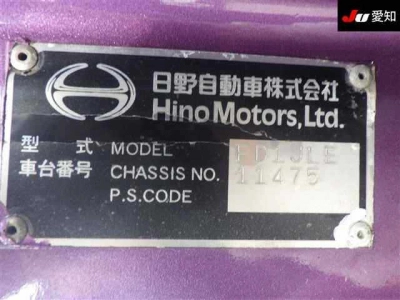 JU 愛知
日野自動車株式会社
Hino Motors, Ltd.
型 式 MODEL FD1JLE
車台番号 CHASSIS NO. 11475
P.S.CODE